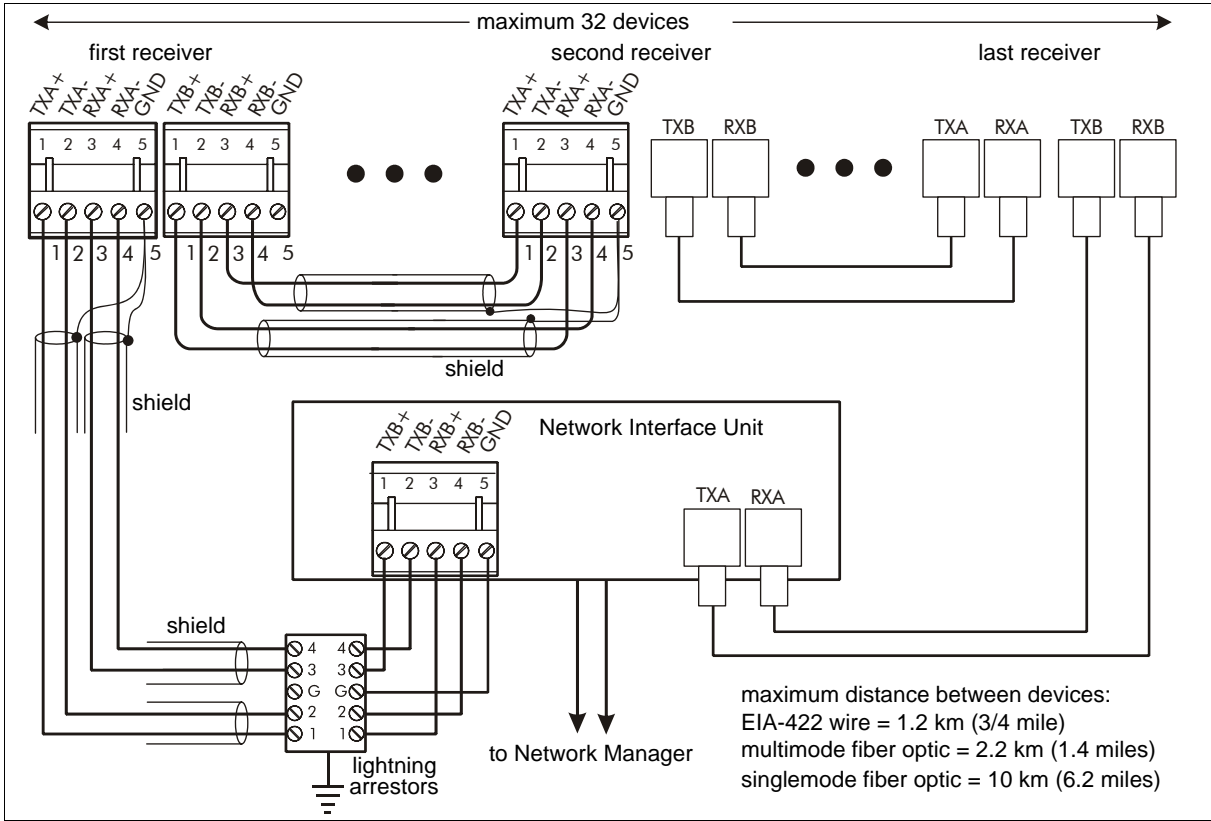 maximum 32 devices
first receiver
second receiver
last receiver
TXA+ TXA- RXA+ RXA- GND
TXB+ TXB- RXB+ RXB- GND
TXA+ TXA- RXA+ RXA- GND
TXB RXB
TXA RXA TXB RXB
1 2 3 4 5
1 2 3 4 5
1 2 3 4 5
1 2 3 4 5
1 2 3 4 5
1 2 3 4 5
shield
shield
Network Interface Unit
TXB+ TXB- RXB+ RXB- GND
1 2 3 4 5
TXA RXA
shield
4 4
3 3
G G
2 2
1 1
lightning
arrestors
to Network Manager
maximum distance between devices:
EIA-422 wire = 1.2 km (3/4 mile)
multimode fiber optic = 2.2 km (1.4 miles)
singlemode fiber optic = 10 km (6.2 miles)